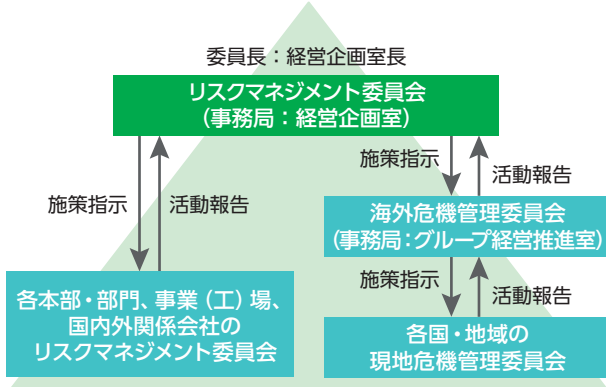 委員長：経営企画室長
リスクマネジメント委員会
（事務局：経営企画室）
施策指示
活動報告
施策指示
活動報告
海外危機管理委員会
（事務局：グループ経営推進室）
施策指示
活動報告
各本部・部門、事業（工）場、
国内外関係会社の
リスクマネジメント委員会
各国・地域の
現地危機管理委員会